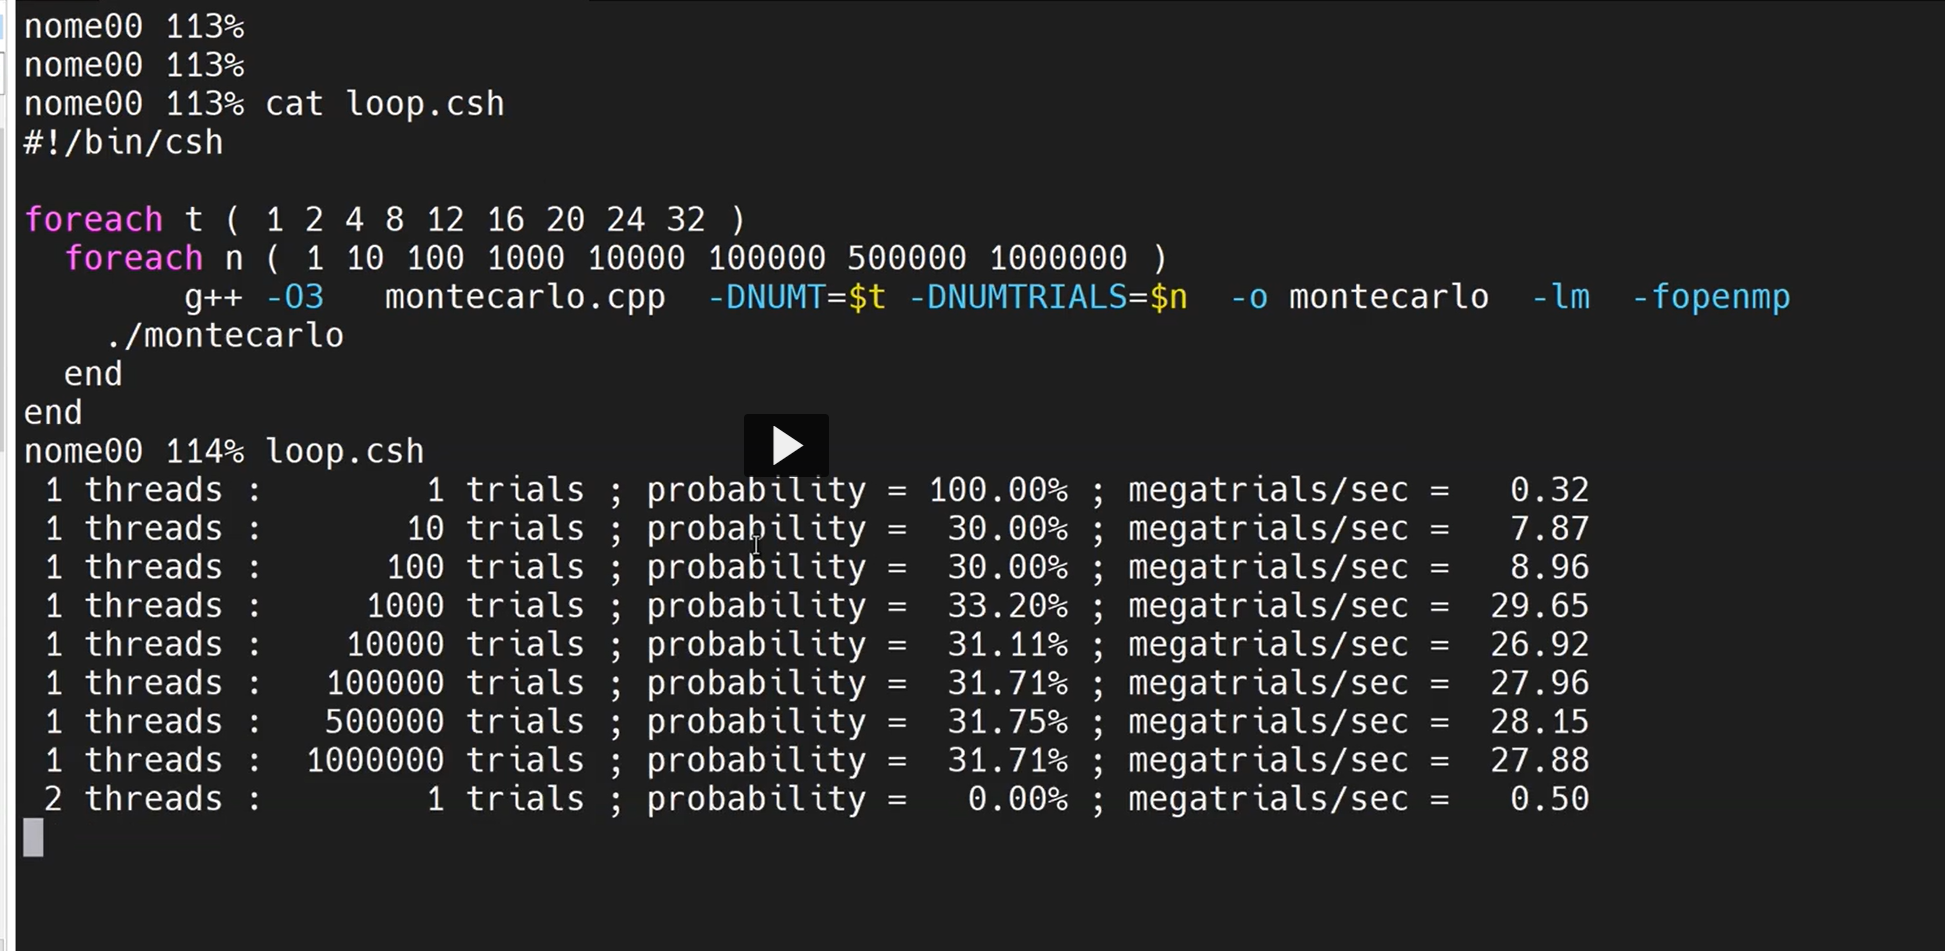 nome00 113%
nome00 113%
nome00 113% cat loop.csh
#!/bin/csh
foreach t ( 1 2 4 8 12 16 20 24 32 )
foreach n ( 1 10 100 1000 10000 100000 500000 1000000 )
g++ -O3 montecarlo.cpp -DNUMT=$t -DNUMTRIALS=$n -o montecarlo -lm -fopenmp
./montecarlo
end
end
nome00 114% loop.csh
1 threads : 1 trials ; probability = 100.00% ; megatrials/sec = 0.32
1 threads : 10 trials ; probability = 30.00% ; megatrials/sec = 7.87
1 threads : 100 trials ; probability = 30.00% ; megatrials/sec = 8.96
1 threads : 1000 trials ; probability = 33.20% ; megatrials/sec = 29.65
1 threads : 10000 trials ; probability = 31.11% ; megatrials/sec = 26.92
1 threads : 100000 trials ; probability = 31.71% ; megatrials/sec = 27.96
1 threads : 500000 trials ; probability = 31.75% ; megatrials/sec = 28.15
1 threads : 1000000 trials ; probability = 31.71% ; megatrials/sec = 27.88
2 threads : 1 trials ; probability = 0.00% ; megatrials/sec = 0.50